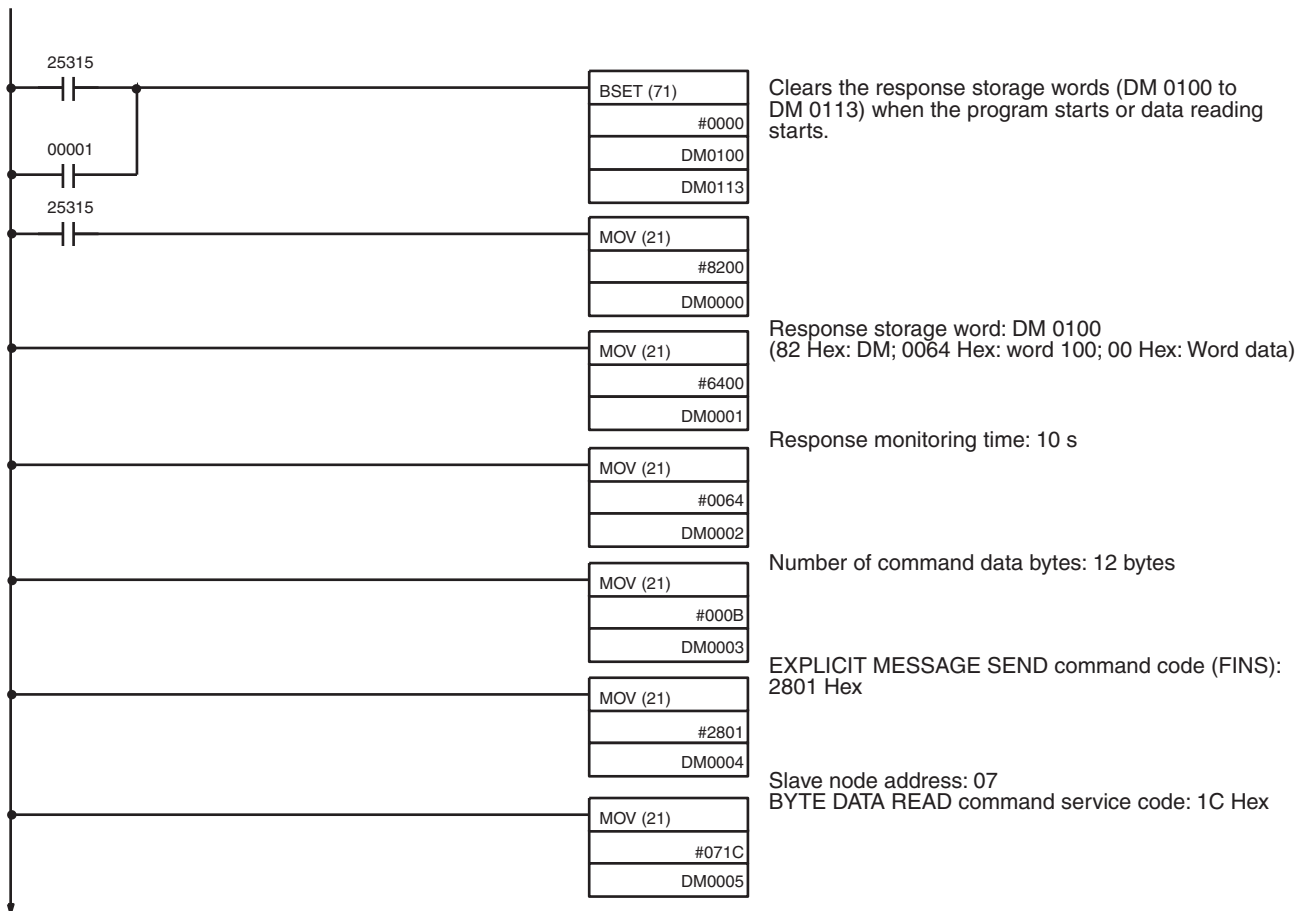 25315
BSET (71)
#0000
DM0100
DM0113
Clears the response storage words (DM 0100 to
DM 0113) when the program starts or data reading
starts.
00001
25315
MOV (21)
#8200
DM0000
Response storage word: DM 0100
(82 Hex: DM; 0064 Hex: word 100; 00 Hex: Word data)
MOV (21)
#6400
DM0001
Response monitoring time: 10 s
MOV (21)
#0064
DM0002
Number of command data bytes: 12 bytes
MOV (21)
#000B
DM0003
EXPLICIT MESSAGE SEND command code (FINS):
2801 Hex
MOV (21)
#2801
DM0004
Slave node address: 07
BYTE DATA READ command service code: 1C Hex
MOV (21)
#071C
DM0005